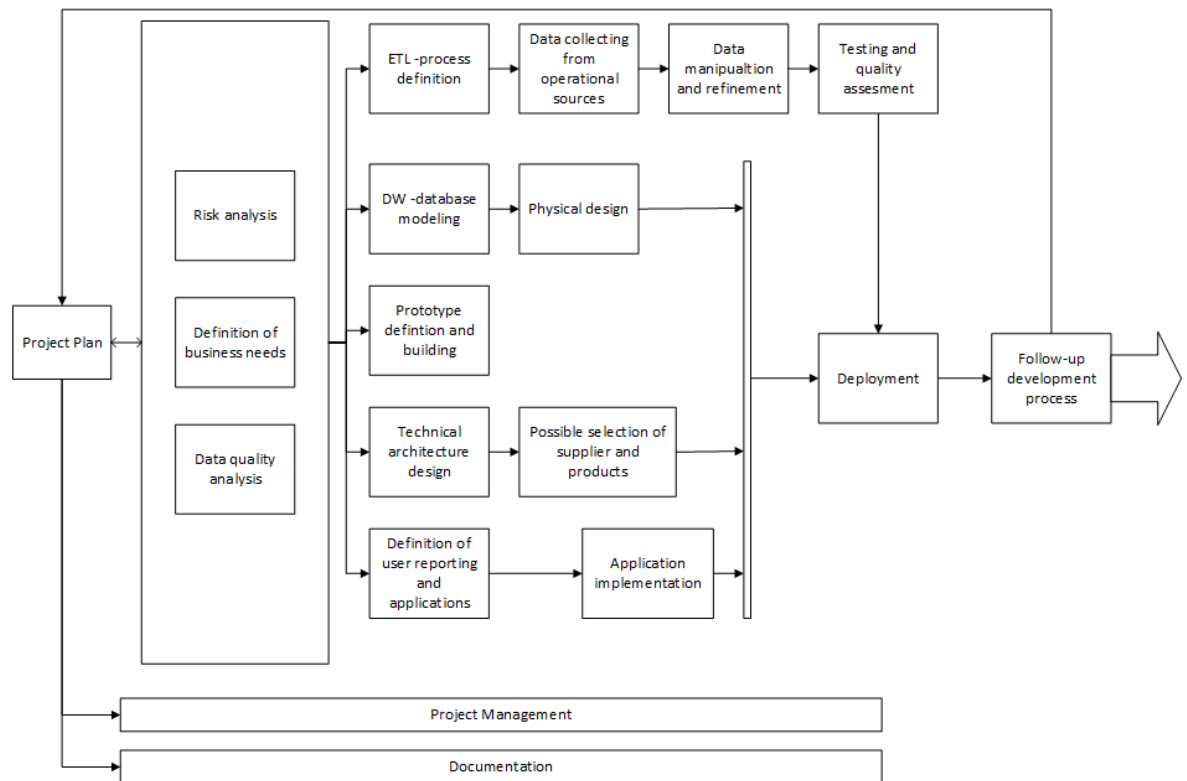 ETL -process
definition
Data collecting
from
operational
sources
Data
manipualtion
and refinement
Testing and
quality
assesment
Risk analysis
DW -database
modeling
Physical design
Project Plan
Definition of
business needs
Prototype
defintion and
building
Deployment
Follow-up
development
process
Data quality
analysis
Technical
architecture
design
Possible selection of
supplier and
products
Definition of
user reporting
and
applications
Application
implementation
Project Management
Documentation